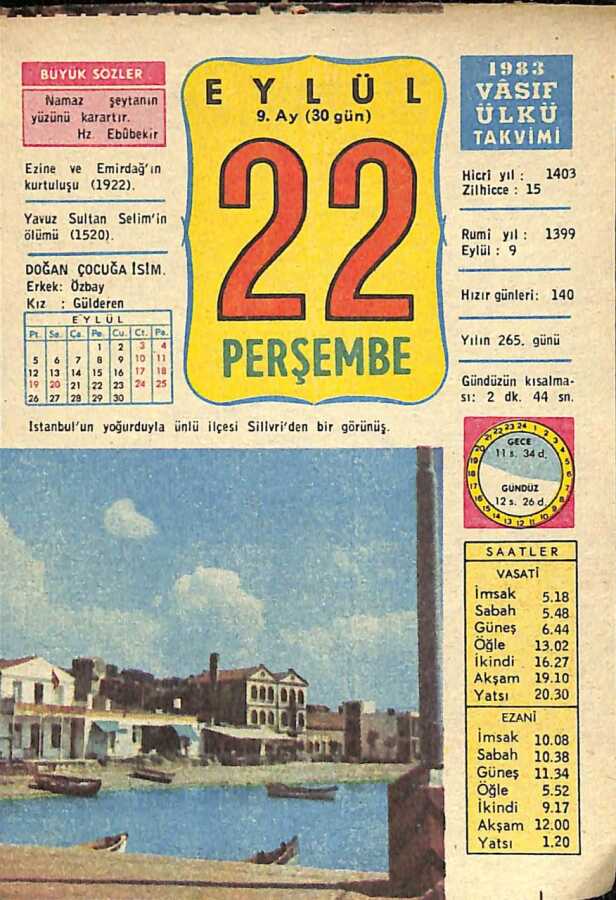 BÜYÜK SÖZLER
Namaz şeytanın
yüzünü karartır.
Hz. Ebûbekir
Ezine ve Emirdağ'ın
kurtuluşu (1922).
Yavuz Sultan Selim'in
ölümü (1520).
DOĞAN ÇOCUĞA İSİM.
Erkek: Özbay
Kız : Gülderen
EYLÜL
Pt. Sa. Ça. Pe. Cu. Ct. Pa.
1 2 3 4
5 6 7 8 9 10 11
12 13 14 15 16 17 18
19 20 21 22 23 24 25
26 27 28 29 30
EYLÜL
9. Ay (30 gün)
22
PERŞEMBE
1983
VÂSIF
ÜLKÜ
TAKVİMİ
Hicri yıl : 1403
Zilhicce : 15
Rumi yıl : 1399
Eylül : 9
Hızır günleri: 140
Yılın 265. günü
Gündüzün kısalma-
sı: 2 dk. 44 sn.
İstanbul'un yoğurduyla ünlü ilçesi Silivri'den bir görünüş.
GECE
11 s. 34 d.
GÜNDÜZ
12 s. 26 d.
SAATLER
VASATİ
İmsak 5.18
Sabah 5.48
Güneş 6.44
Öğle 13.02
İkindi 16.27
Akşam 19.10
Yatsı 20.30
EZANİ
İmsak 10.08
Sabah 10.38
Güneş 11.34
Öğle 5.52
İkindi 9.17
Akşam 12.00
Yatsı 1.20